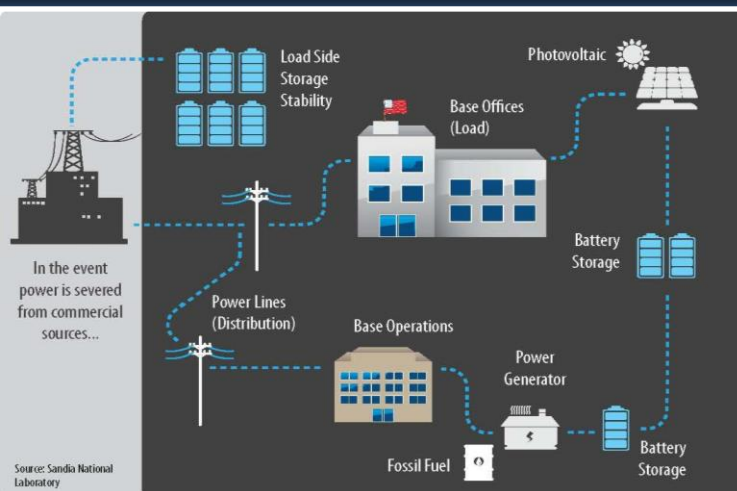 Load Side
Storage
Stability
Photovoltaic
Base Offices
(Load)
Battery
Storage
In the event
power is severed
from commercial
sources...
Power Lines
(Distribution)
Base Operations
Power
Generator
Fossil Fuel
Battery
Storage
Source: Sandia National
Laboratory